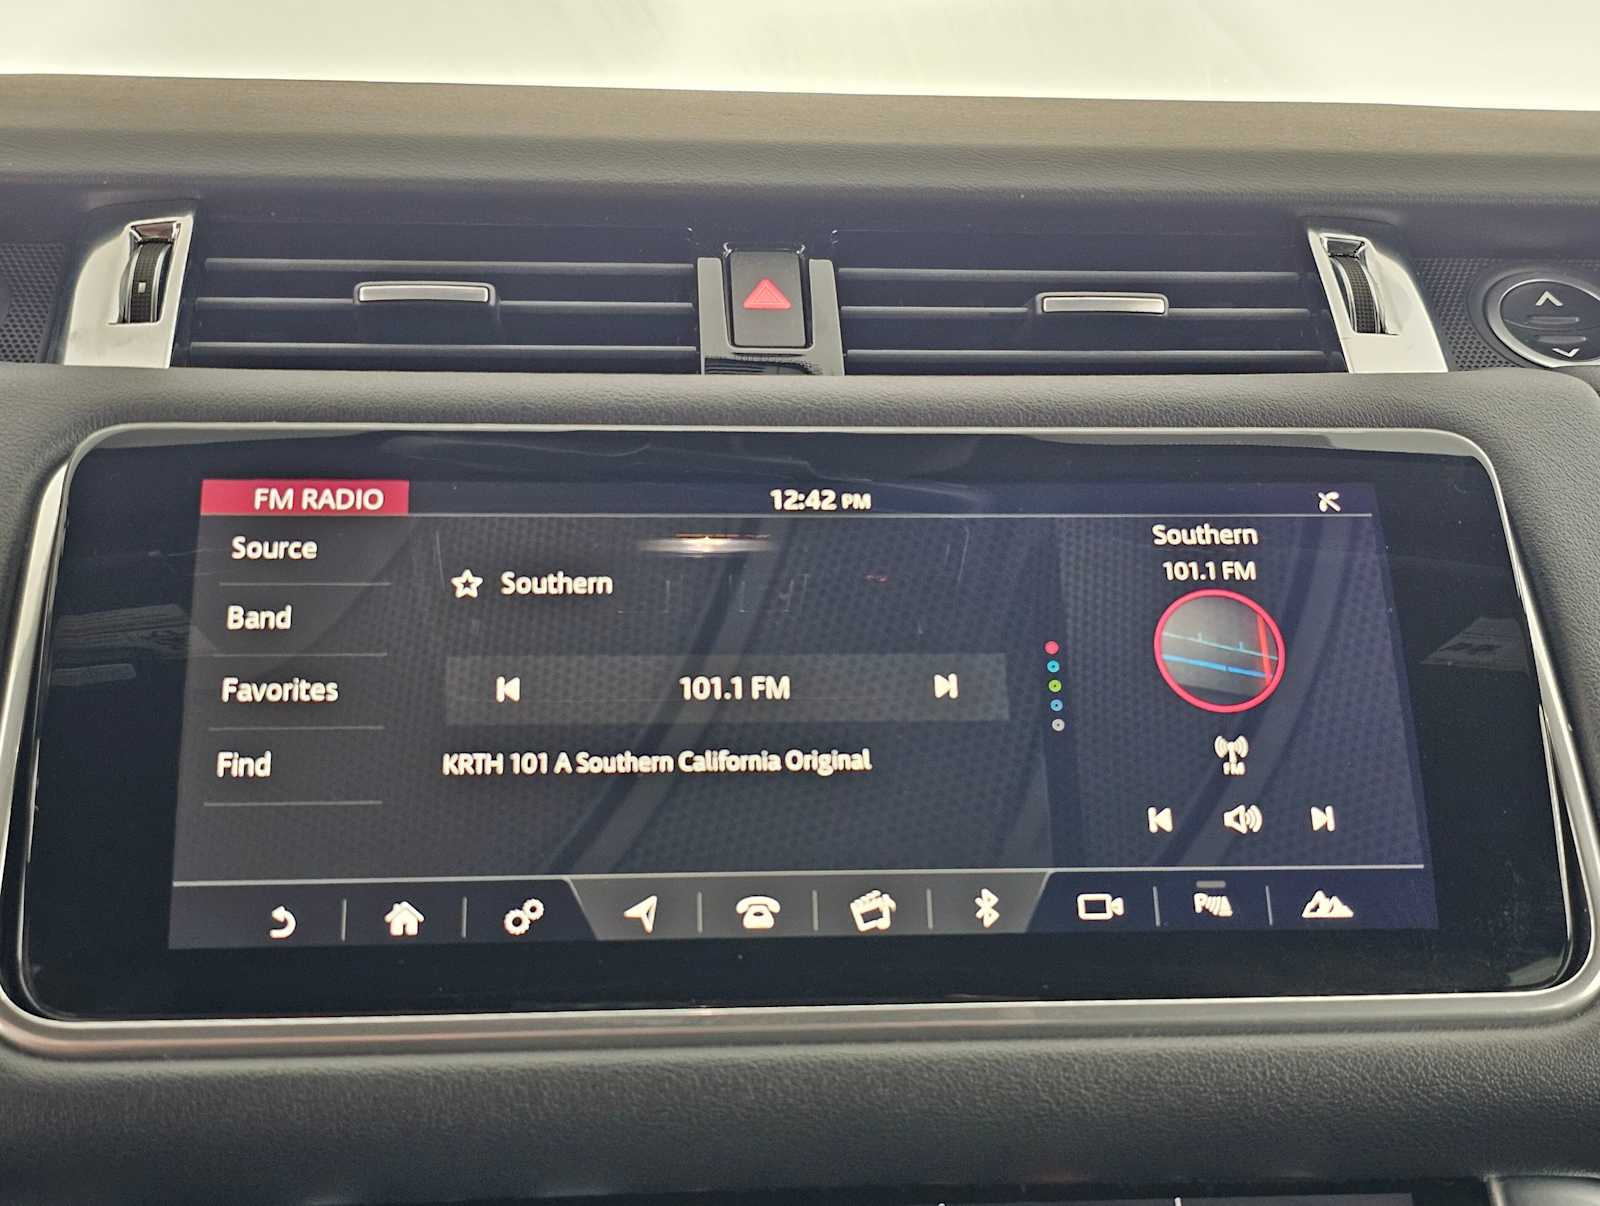 FM RADIO
12:42 PM
Source
Band
Favorites
Find
Southern
101.1 FM
KRTH 101 A Southern California Original
Southern
101.1 FM
FM
P